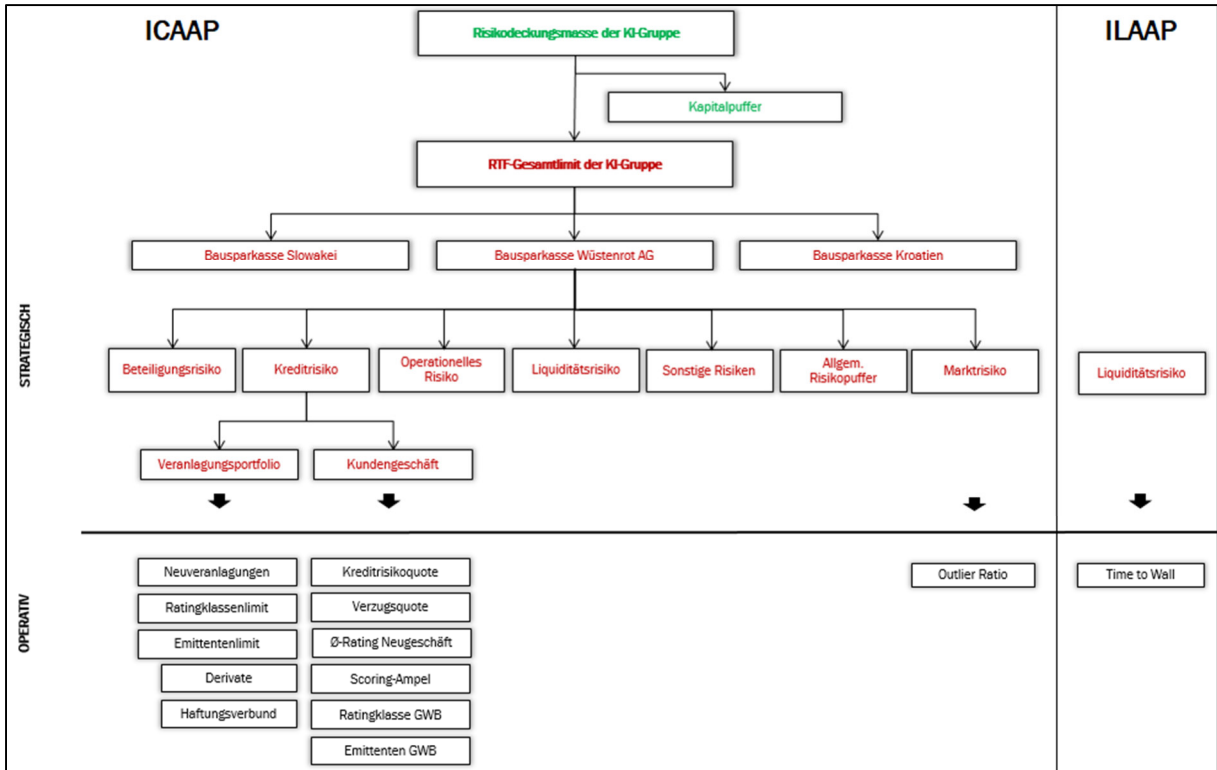 ICAAP
ILAAP
Risikodeckungsmasse der KI-Gruppe
Kapitalpuffer
RTF-Gesamtlimit der KI-Gruppe
Bausparkasse Slowakei
Bausparkasse Wüstenrot AG
Bausparkasse Kroatien
STRATEGISCH
Beteiligungsrisiko
Kreditrisiko
Operationelles
Risiko
Liquiditätsrisiko
Sonstige Risiken
Allgem.
Risikopuffer
Marktrisiko
Liquiditätsrisiko
Veranlagungsportfolio
Kundengeschäft
OPERATIV
Neuveranlagungen
Ratingklassenlimit
Emittentenlimit
Derivate
Haftungsverbund
Kreditrisikoquote
Verzugsquote
Ø-Rating Neugeschäft
Scoring-Ampel
Ratingklasse GWB
Emittenten GWB
Outlier Ratio
Time to Wall